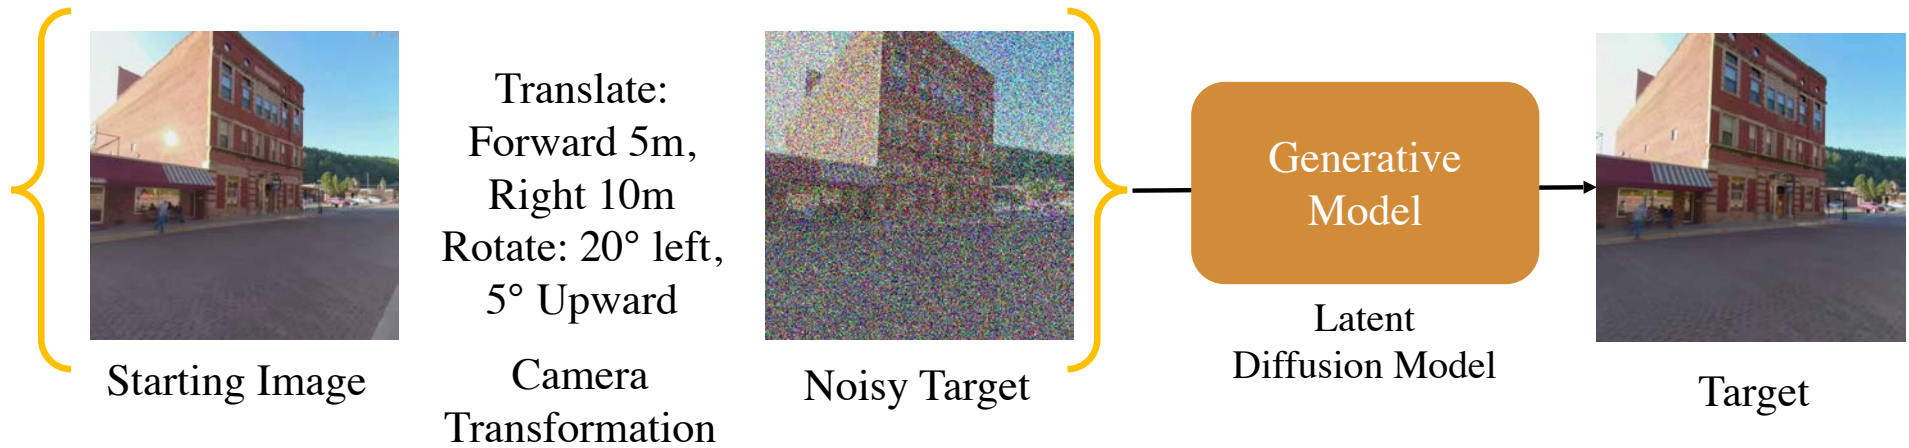 Starting Image
Translate:
Forward 5m,
Right 10m
Rotate: 20° left,
5° Upward
Camera
Transformation
Noisy Target
Generative
Model
Latent
Diffusion Model
Target